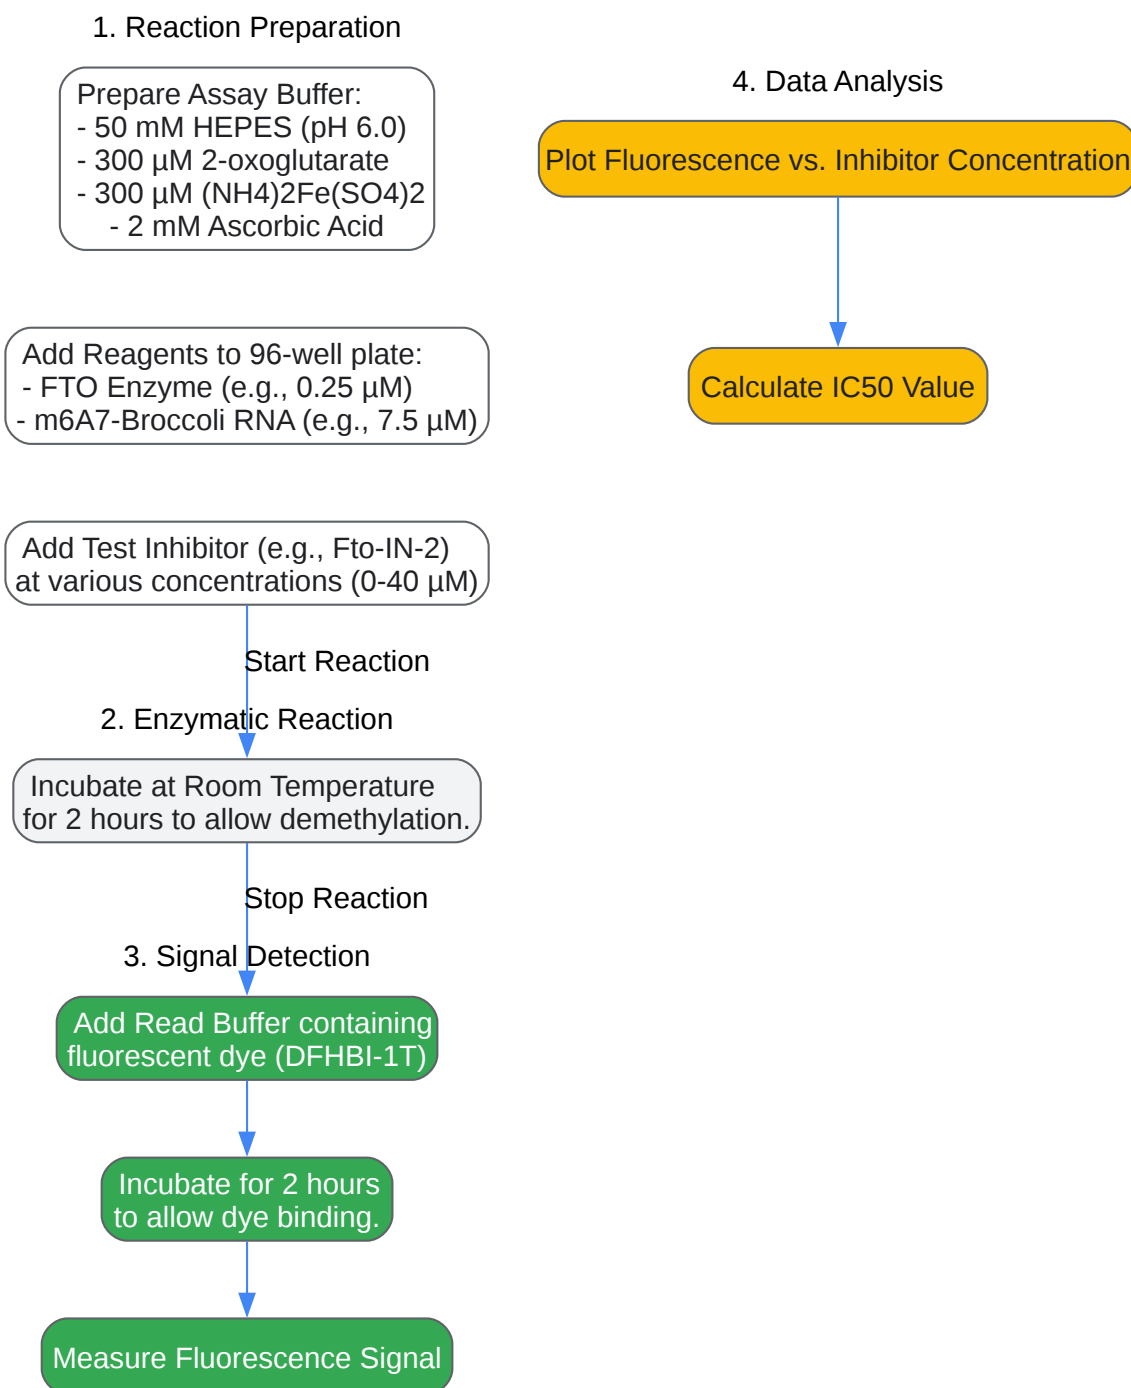 1. Reaction Preparation
Prepare Assay Buffer:
- 50 mM HEPES (pH 6.0)
- 300 µM 2-oxoglutarate
- 300 µM (NH4)2Fe(SO4)2
- 2 mM Ascorbic Acid
Add Reagents to 96-well plate:
- FTO Enzyme (e.g., 0.25 µM)
- m6A7-Broccoli RNA (e.g., 7.5 µM)
Add Test Inhibitor (e.g., Fto-IN-2)
at various concentrations (0-40 µM)
Start Reaction
2. Enzymatic Reaction
Incubate at Room Temperature
for 2 hours to allow demethylation.
Stop Reaction
3. Signal Detection
Add Read Buffer containing
fluorescent dye (DFHBI-1T)
Incubate for 2 hours
to allow dye binding.
Measure Fluorescence Signal
4. Data Analysis
Plot Fluorescence vs. Inhibitor Concentration
Calculate IC50 Value